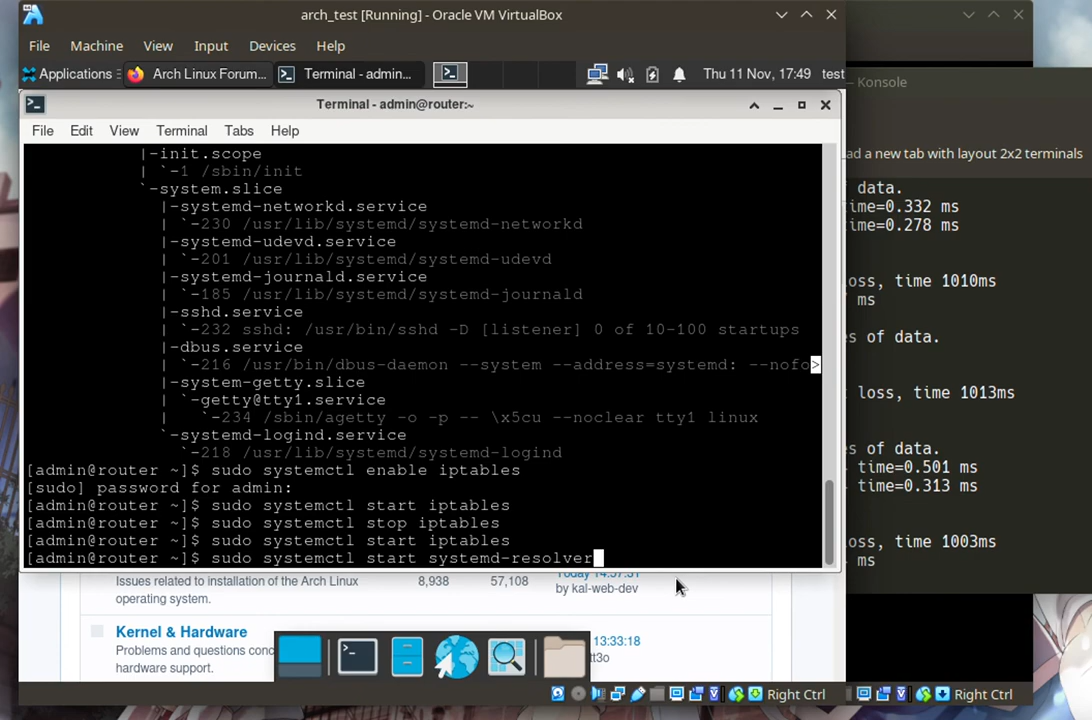 arch_test [Running] - Oracle VM VirtualBox
File Machine View Input Devices Help
Applications Arch Linux Forum... Terminal - admin... Thu 11 Nov, 17:49 test
Terminal - admin@router:~
File Edit View Terminal Tabs Help
|-init.scope
| `-1 /sbin/init
`-system.slice
|-systemd-networkd.service
| `-230 /usr/lib/systemd/systemd-networkd
|-systemd-udevd.service
| `-201 /usr/lib/systemd/systemd-udevd
|-systemd-journald.service
| `-185 /usr/lib/systemd/systemd-journald
|-sshd.service
| `-232 sshd: /usr/bin/sshd -D [listener] 0 of 10-100 startups
|-dbus.service
| `-216 /usr/bin/dbus-daemon --system --address=systemd: --nofo>
|-system-getty.slice
| `-getty@tty1.service
|   `-234 /sbin/agetty -o -p -- \x5cu --noclear tty1 linux
`-systemd-logind.service
`-218 /usr/lib/systemd/systemd-logind
[admin@router ~]$ sudo systemctl enable iptables
[sudo] password for admin:
[admin@router ~]$ sudo systemctl start iptables
[admin@router ~]$ sudo systemctl stop iptables
[admin@router ~]$ sudo systemctl start iptables
[admin@router ~]$ sudo systemctl start systemd-resolver
Issues related to installation of the Arch Linux
operating system.
8,938 57,108
Today 14:37:31
by kal-web-dev
Kernel & Hardware
Problems and questions conc
hardware support.
13:33:18
tt3o
Right Ctrl
Right Ctrl
– Konsole
ad a new tab with layout 2x2 terminals
of data.
ime=0.332 ms
ime=0.278 ms
oss, time 1010ms
ms
es of data.
loss, time 1013ms
es of data.
time=0.501 ms
time=0.313 ms
oss, time 1003ms
ms